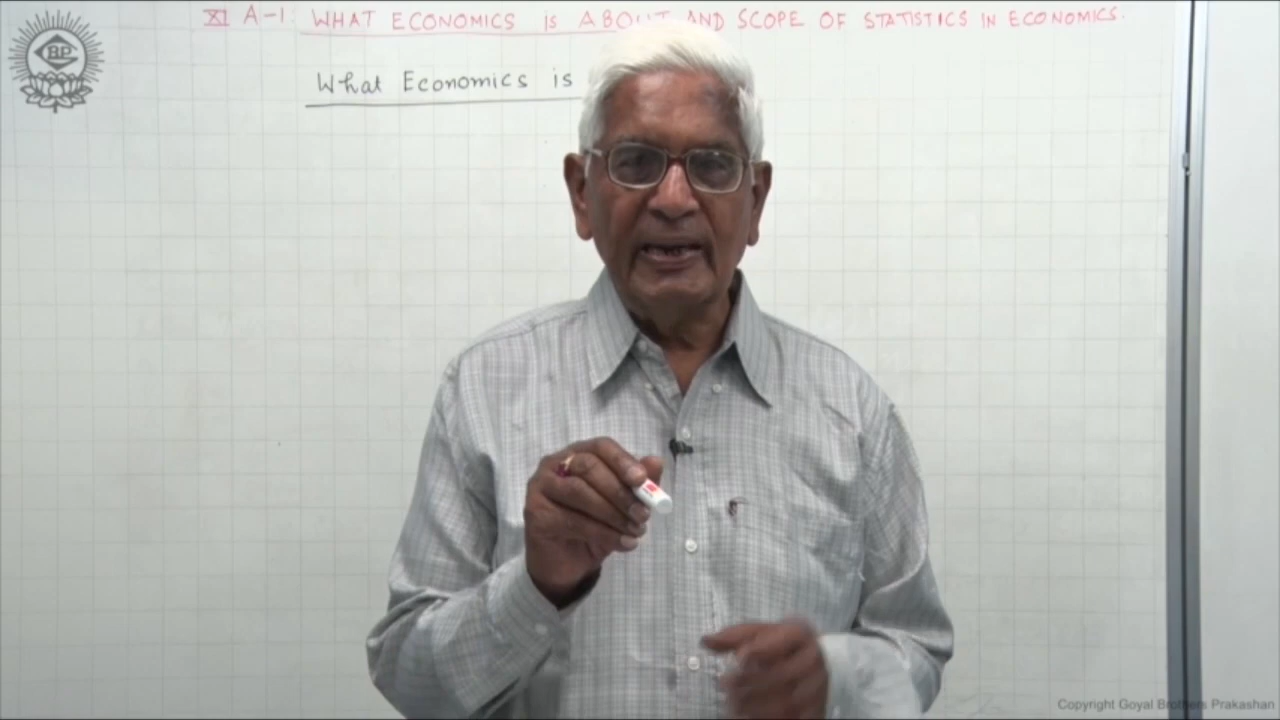 XI A-1: WHAT ECONOMICS is ABOUT AND SCOPE OF STATISTICS IN ECONOMICS.
GBP
What Economics is
Copyright Goyal Brothers Prakashan